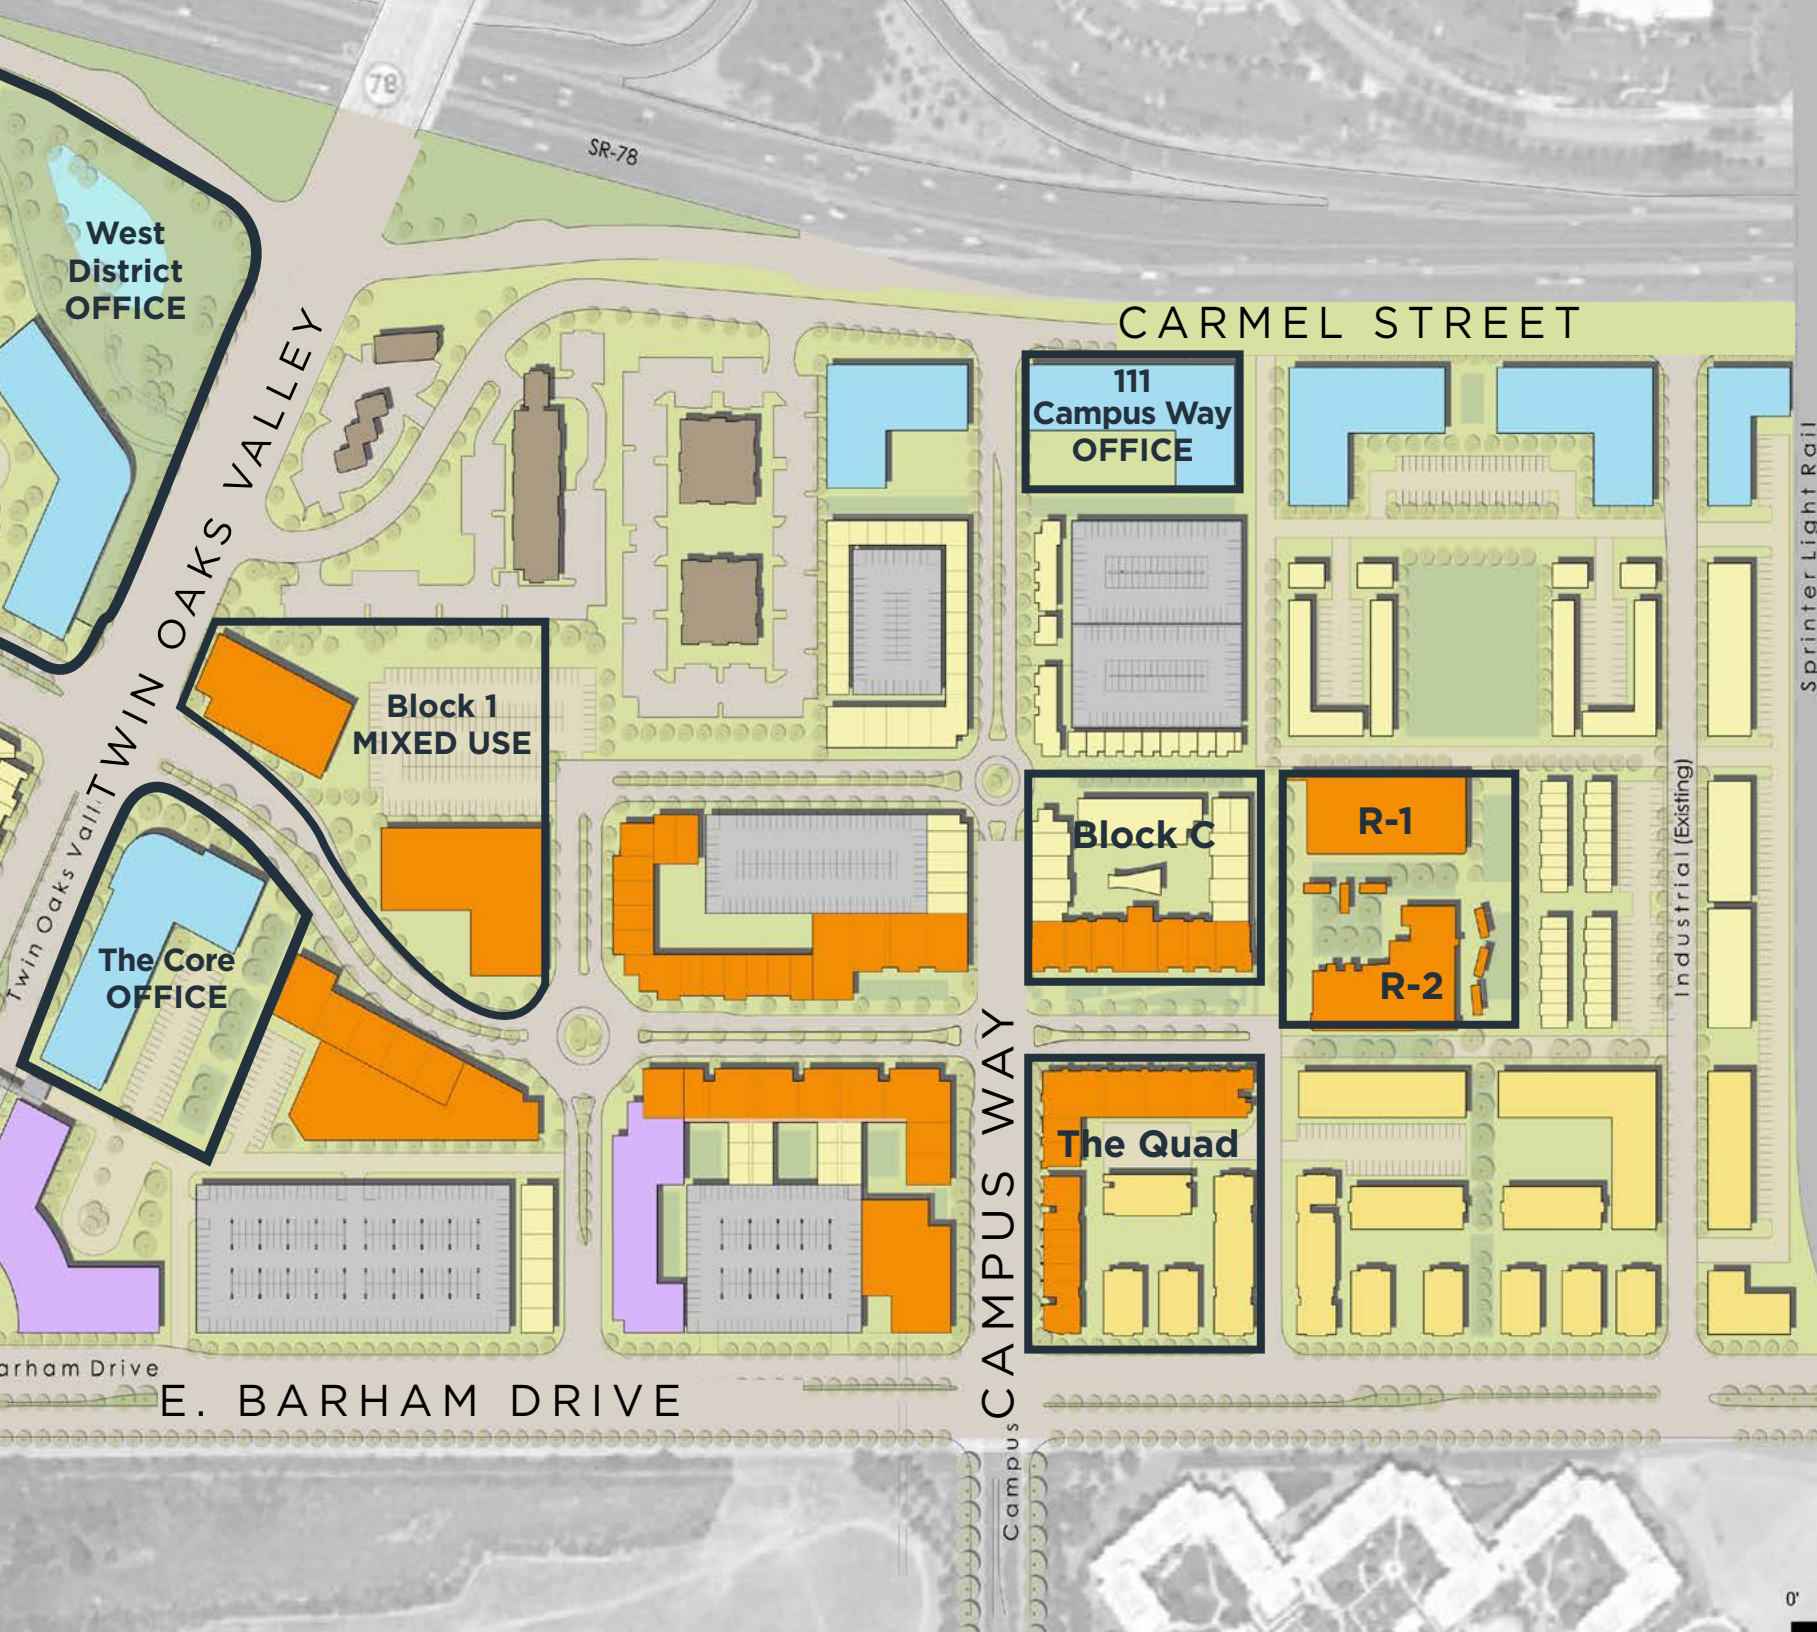 78
SR-78
West
District
OFFICE
CARMEL STREET
TWIN OAKS VALLEY
111
Campus Way
OFFICE
Sprinter Light Rail
Block 1
MIXED USE
Block C
R-1
R-2
Industrial (Existing)
Twin Oaks Vall
The Core
OFFICE
The Quad
CAMPUS WAY
arham Drive
E. BARHAM DRIVE
Campus
0'